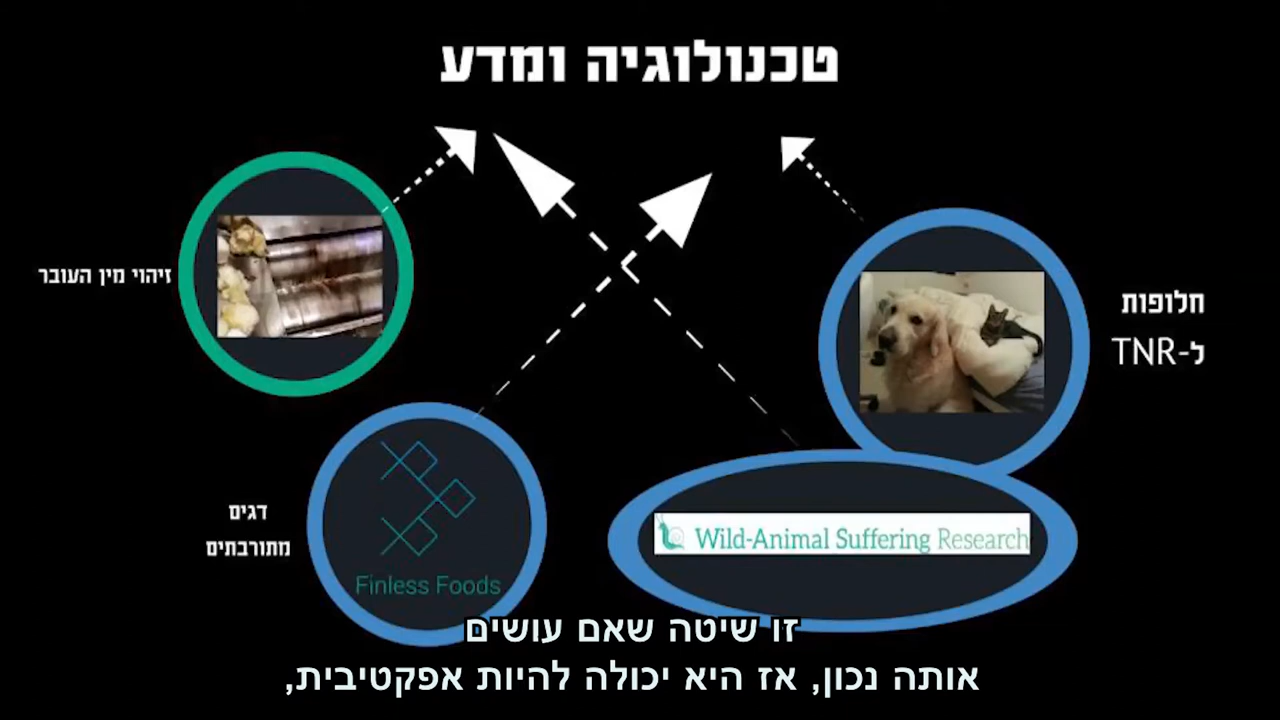 טכנולוגיה ומדע
זיהוי מין העובר
חלופות
ל-TNR
דגים
מתורבתים
Finless Foods
Wild-Animal Suffering Research
זו שיטה שאם עושים
אותה נכון, אז היא יכולה להיות אפקטיבית,